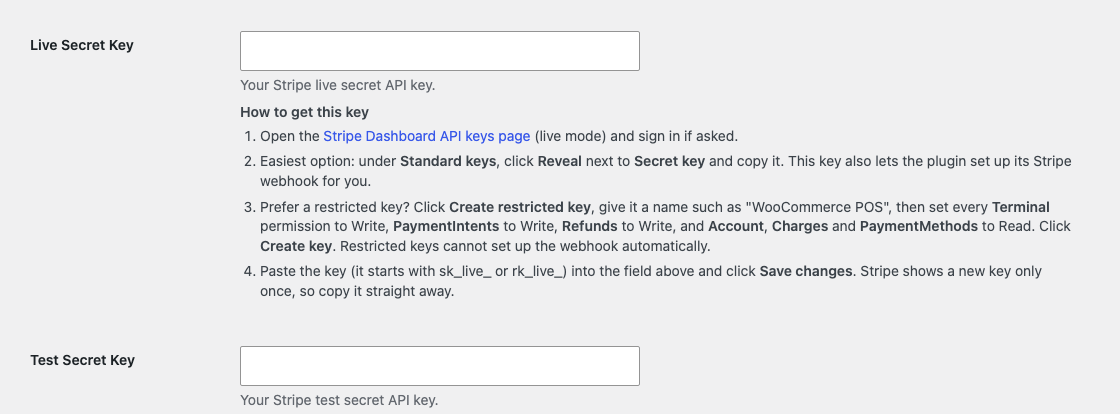 Live Secret Key
Your Stripe live secret API key.
How to get this key
1. Open the Stripe Dashboard API keys page (live mode) and sign in if asked.
2. Easiest option: under Standard keys, click Reveal next to Secret key and copy it. This key also lets the plugin set up its Stripe
webhook for you.
3. Prefer a restricted key? Click Create restricted key, give it a name such as "WooCommerce POS", then set every Terminal
permission to Write, PaymentIntents to Write, Refunds to Write, and Account, Charges and PaymentMethods to Read. Click
Create key. Restricted keys cannot set up the webhook automatically.
4. Paste the key (it starts with sk_live_ or rk_live_) into the field above and click Save changes. Stripe shows a new key only
once, so copy it straight away.
Test Secret Key
Your Stripe test secret API key.